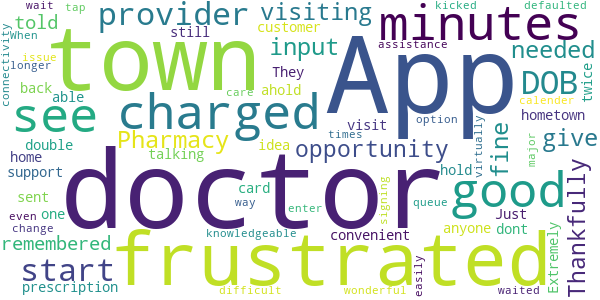 wait
tap
kicked
defaulted
told
provider
visiting
minutes
When
still
customer
town
App
issue
input
assistance
needed
longer
They
connectivity
back
able
care
ahold
DOB
calender
twice
see
charged
visit
option
hometown
double
Pharmacy
idea
times
fine
give
home
talking
opportunity
virtually
major
support
card
hold
Thankfully
doctor
good
sent
one
way
signing
queue
Just
dont
even
enter
anyone
change
knowledgeable
convenient
Extremely
remembered
frustrated
start
easily
prescription
difficult
wonderful
waited